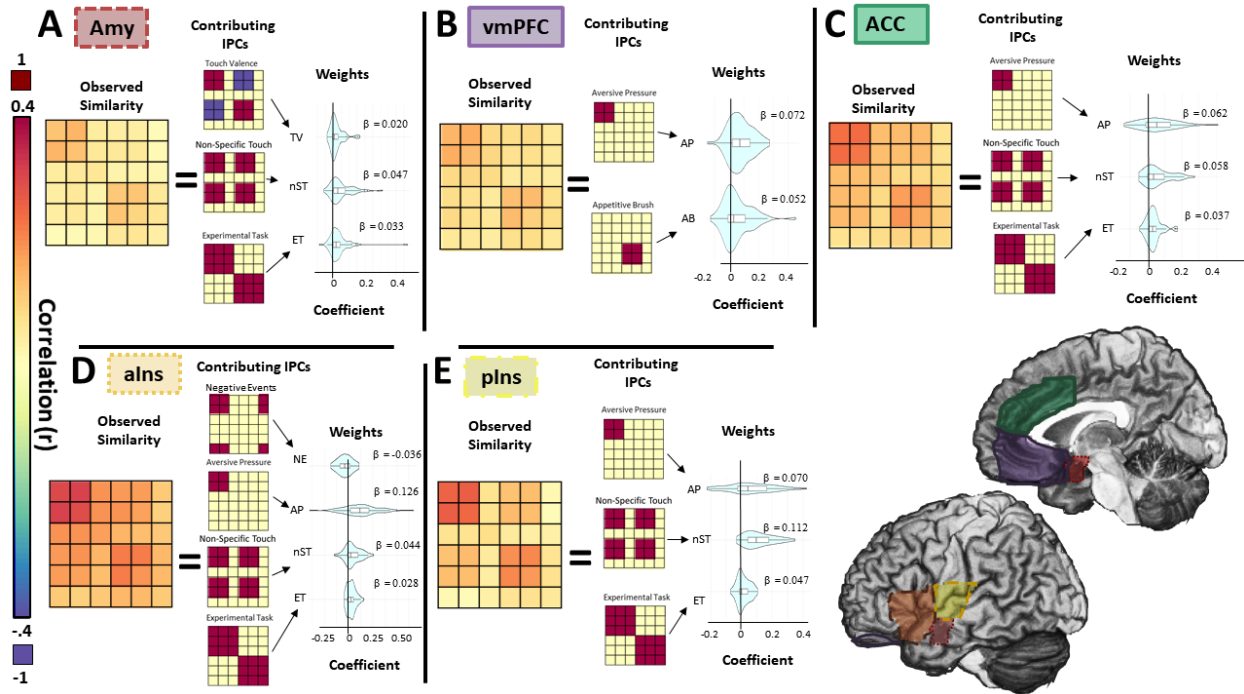 A
Amy
Contributing
IPCs
1
0.4
Observed
Similarity
Touch Valence
Non-Specific Touch
Experimental Task
Weights
TV
nST
ET
β = 0.020
β = 0.047
β = 0.033
0
0.4
Coefficient
Correlation (r)
-.4
-1
B
vmPFC
Contributing
IPCs
Observed
Similarity
Aversive Pressure
Appetitive Brush
Weights
AP
AB
β = 0.072
β = 0.052
-0.2
0
0.2
0.4
Coefficient
C
ACC
Contributing
IPCs
Observed
Similarity
Aversive Pressure
Non-Specific Touch
Experimental Task
Weights
AP
nST
ET
β = 0.062
β = 0.058
β = 0.037
-0.2
0
0.2
0.4
Coefficient
D
aIns
Contributing IPCs
Observed
Similarity
Negative Events
Aversive Pressure
Non-Specific Touch
Experimental Task
Weights
NE
AP
nST
ET
β = -0.036
β = 0.126
β = 0.044
β = 0.028
-0.25
0
0.25
0.50
Coefficient
E
pIns
Contributing
IPCs
Observed
Similarity
Aversive Pressure
Non-Specific Touch
Experimental Task
Weights
AP
nST
ET
β = 0.070
β = 0.112
β = 0.047
-0.2
0
0.2
0.4
Coefficient